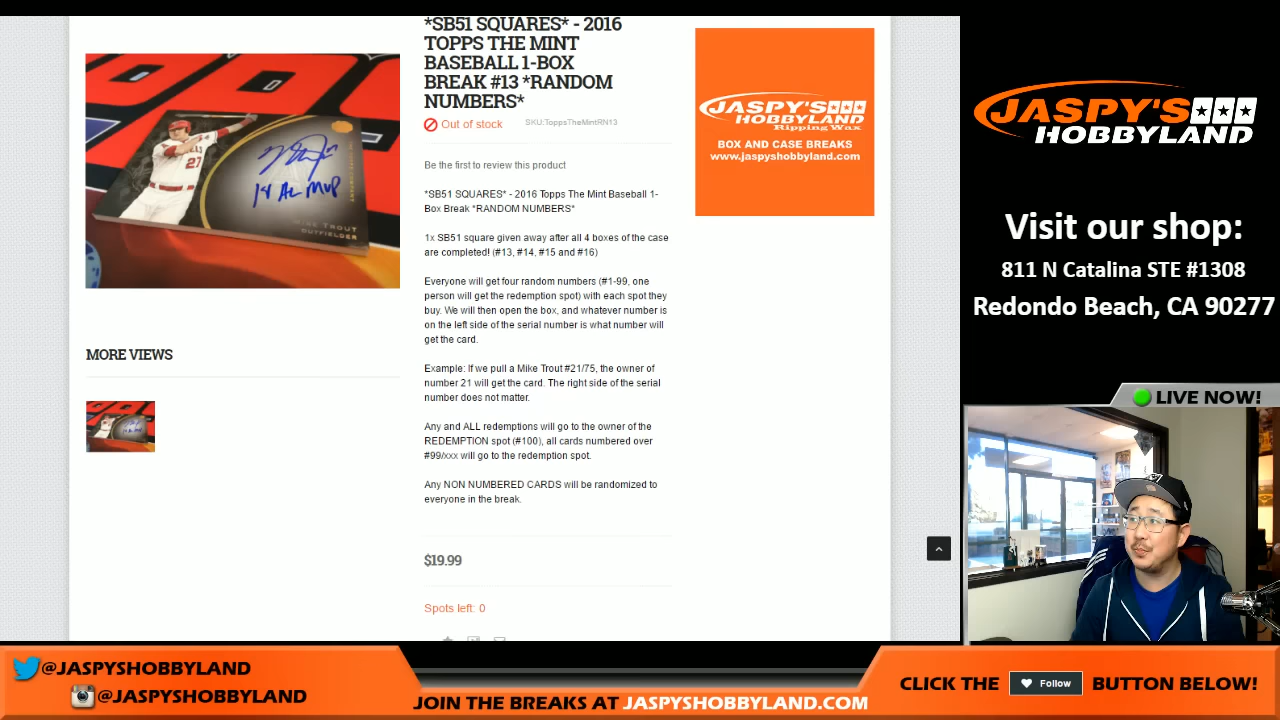 *SB51 SQUARES* - 2016
TOPPS THE MINT
BASEBALL 1-BOX
BREAK #13 *RANDOM
NUMBERS*
Out of stock
SKU:ToppsTheMintRN13
Be the first to review this product
*SB51 SQUARES* - 2016 Topps The Mint Baseball 1-
Box Break *RANDOM NUMBERS*
1x SB51 square given away after all 4 boxes of the case
are completed! (#13, #14, #15 and #16)
Everyone will get four random numbers (#1-99, one
person will get the redemption spot) with each spot they
buy. We will then open the box, and whatever number is
on the left side of the serial number is what number will
get the card.
Example: If we pull a Mike Trout #21/75, the owner of
number 21 will get the card. The right side of the serial
number does not matter.
Any and ALL redemptions will go to the owner of the
REDEMPTION spot (#100), all cards numbered over
#99/xxx will go to the redemption spot.
Any NON NUMBERED CARDS will be randomized to
everyone in the break.
$19.99
Spots left: 0
27
14 AL MVP
MIKE TROUT
OUTFIELDER
MORE VIEWS
JASPY'S
HOBBYLAND
Ripping Wax
BOX AND CASE BREAKS
www.jaspyshobbyland.com
JASPY'S
HOBBYLAND
Visit our shop:
811 N Catalina STE #1308
Redondo Beach, CA 90277
LIVE NOW!
@JASPYSHOBBYLAND
@JASPYSHOBBYLAND
JOIN THE BREAKS AT JASPYSHOBBYLAND.COM
CLICK THE Follow BUTTON BELOW!